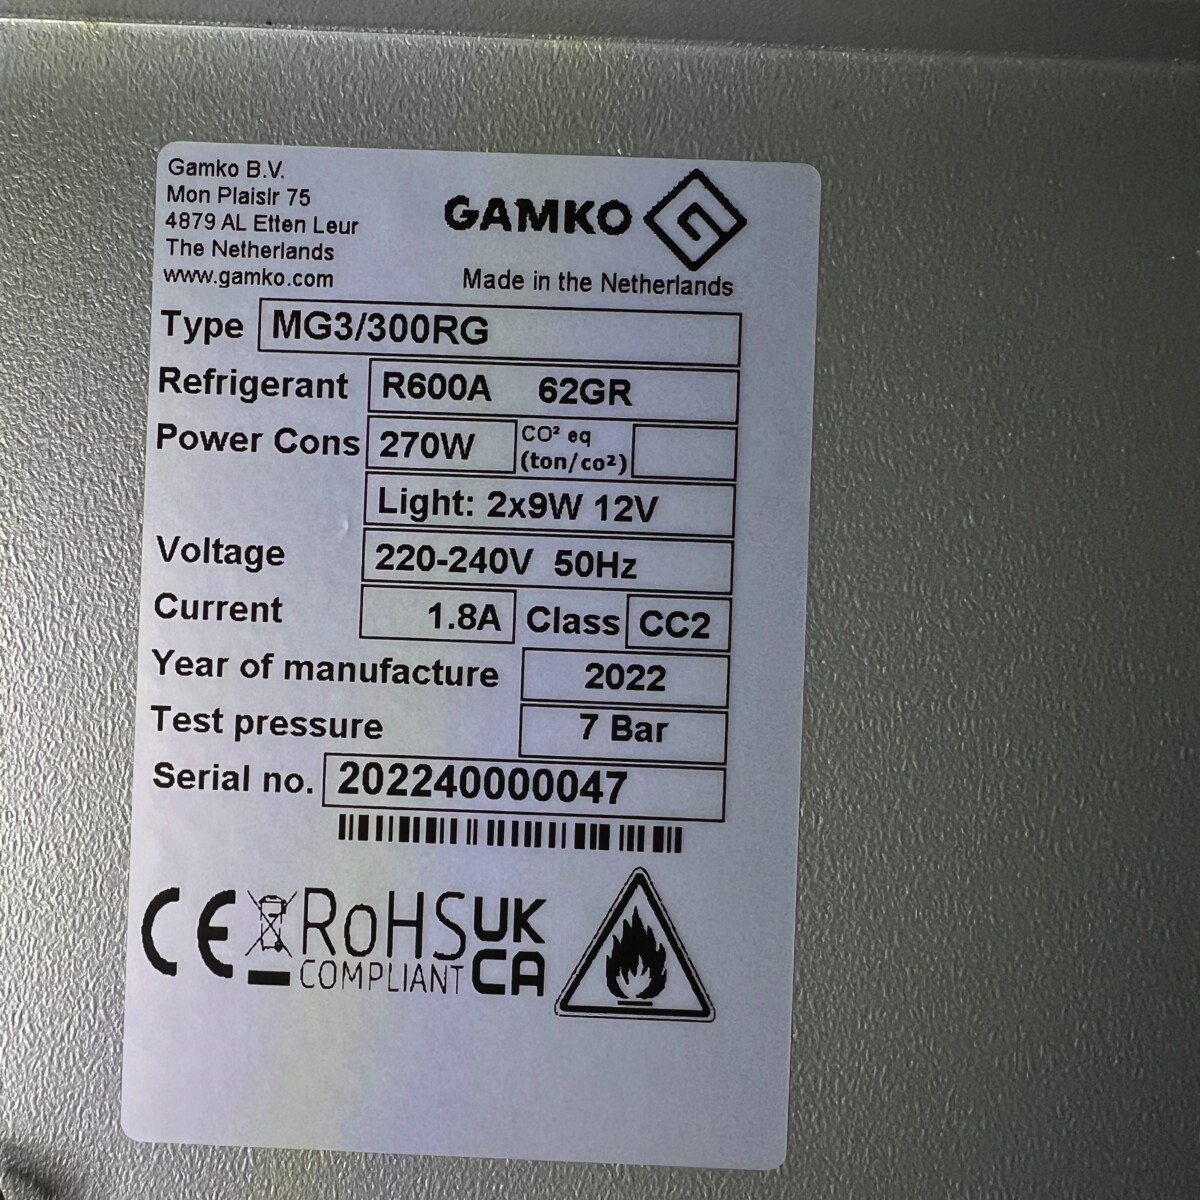 Gamko B.V.
Mon Plaisir 75
4879 AL Etten Leur
The Netherlands
www.gamko.com
GAMKO
Made in the Netherlands
Type MG3/300RG
Refrigerant R600A 62GR
Power Cons 270W CO² eq
(ton/co²)
Light: 2x9W 12V
Voltage 220-240V 50Hz
Current 1.8A Class CC2
Year of manufacture 2022
Test pressure 7 Bar
Serial no. 202240000047
CE RoHS UK
COMPLIANT CA